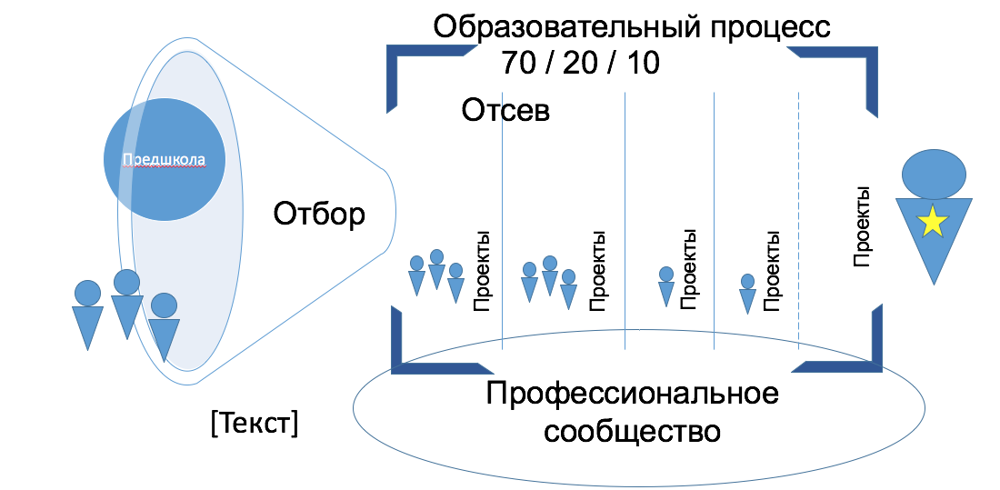 Образовательный процесс
70 / 20 / 10
Отсев
Предшкола
Отбор
Проекты
Проекты
Проекты
Проекты
Проекты
[Текст]
Профессиональное
сообщество